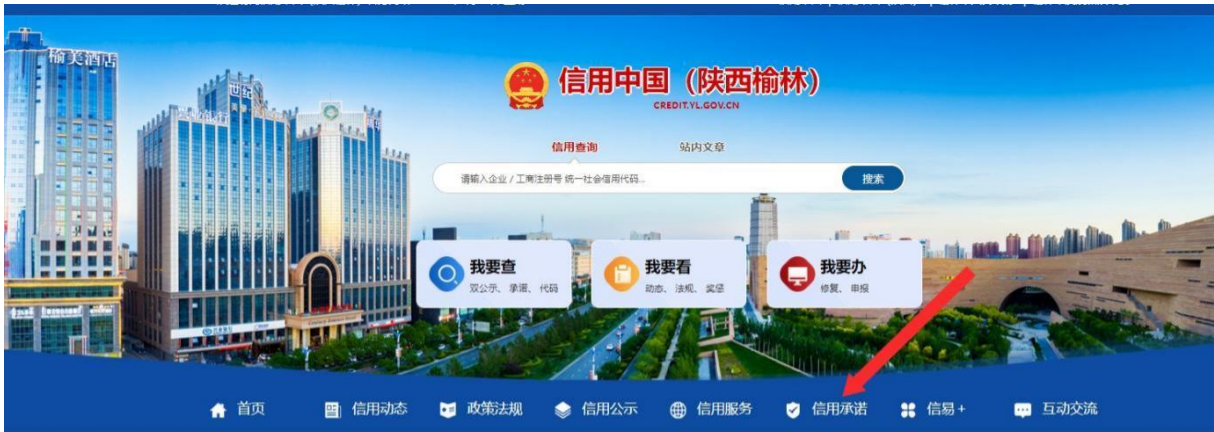 榆美酒店
世纪
信用中国（陕西榆林）
CREDIT.YL.GOV.CN
信用查询 站内文章
请输入企业 / 工商注册号 统一社会信用代码... 搜索
我要查 我要看 我要办
双公示、承诺、代码 动态、法规、奖惩 修复、申报
首页 信用动态 政策法规 信用公示 信用服务 信用承诺 信易+ 互动交流